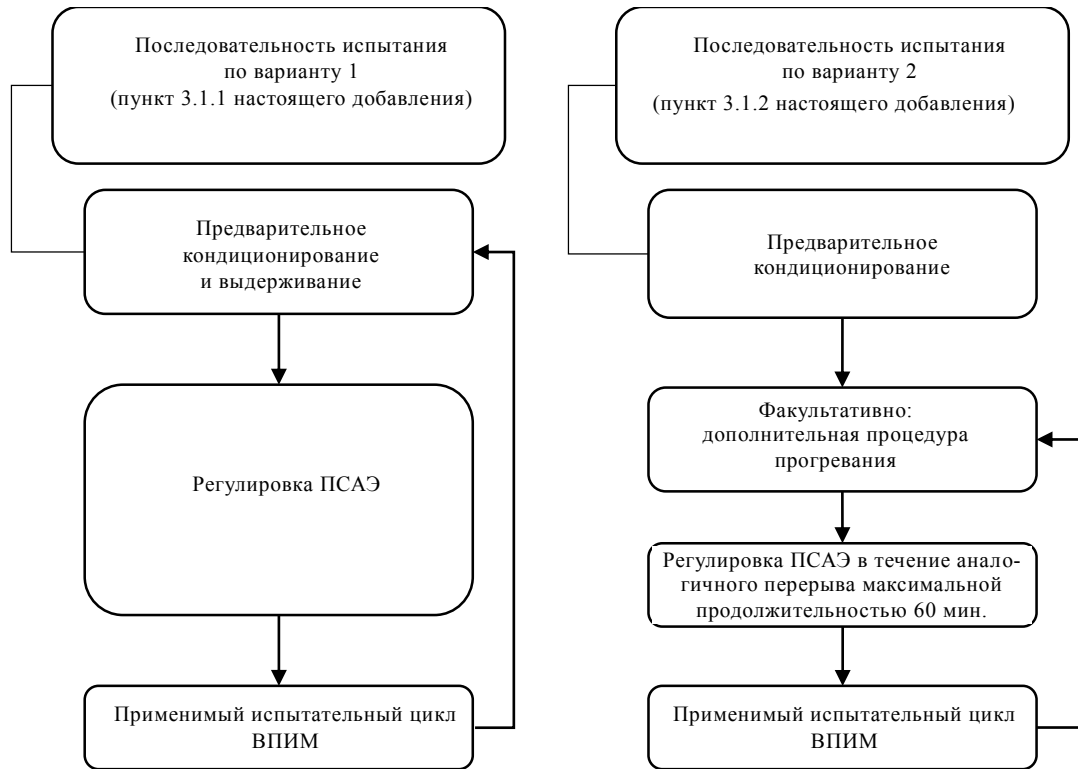 Последовательность испытания
по варианту 1
(пункт 3.1.1 настоящего добавления)
Предварительное
кондиционирование
и выдерживание
Регулировка ПСАЭ
Применимый испытательный цикл
ВПИМ
Последовательность испытания
по варианту 2
(пункт 3.1.2 настоящего добавления)
Предварительное
кондиционирование
Факультативно:
дополнительная процедура
прогревания
Регулировка ПСАЭ в течение анало-
гичного перерыва максимальной
продолжительностью 60 мин.
Применимый испытательный цикл
ВПИМ